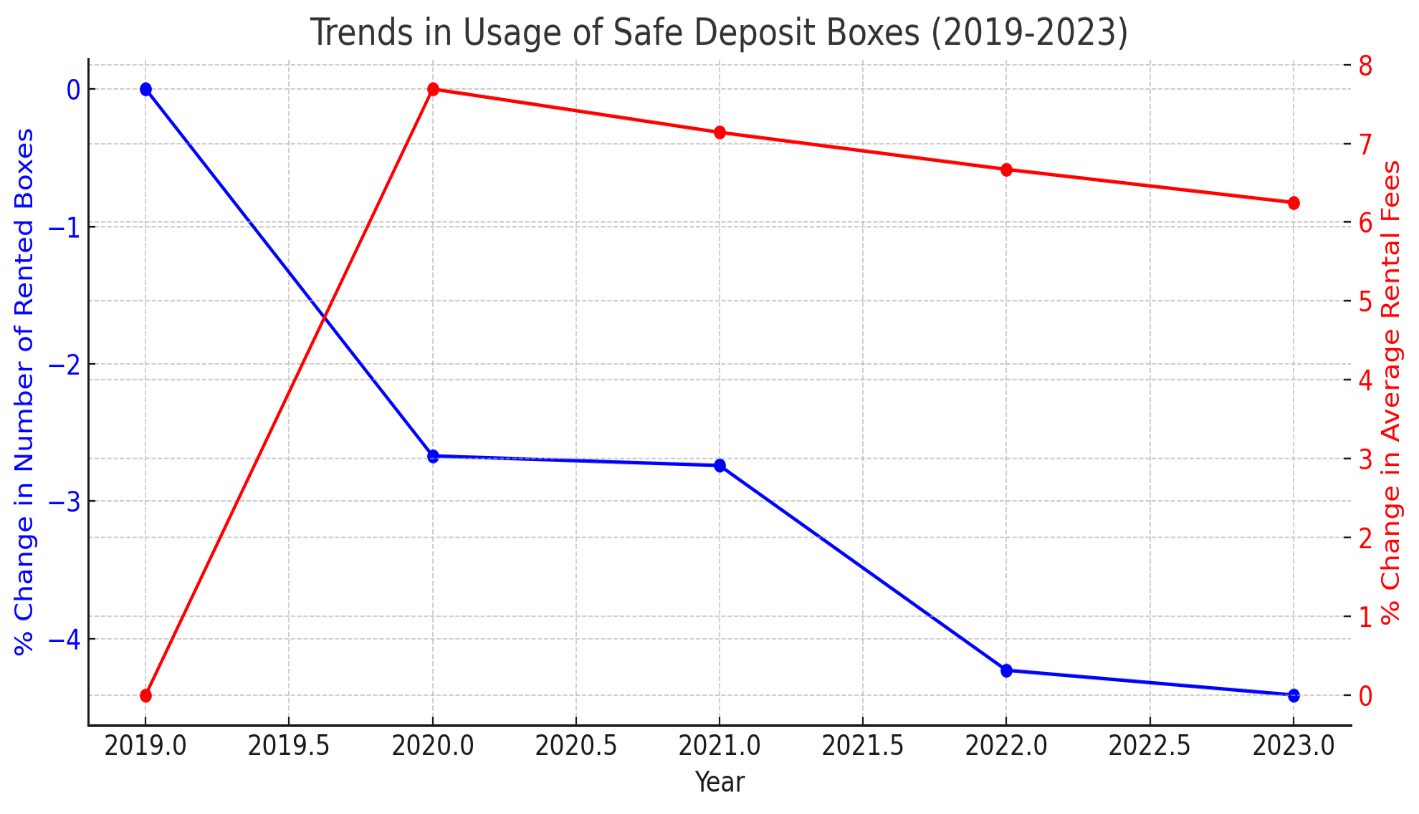 Trends in Usage of Safe Deposit Boxes (2019-2023)
% Change in Number of Rented Boxes
0
−1
−2
−3
−4
8
7
6
5
4
3
2
1
0
% Change in Average Rental Fees
2019.0 2019.5 2020.0 2020.5 2021.0 2021.5 2022.0 2022.5 2023.0
Year